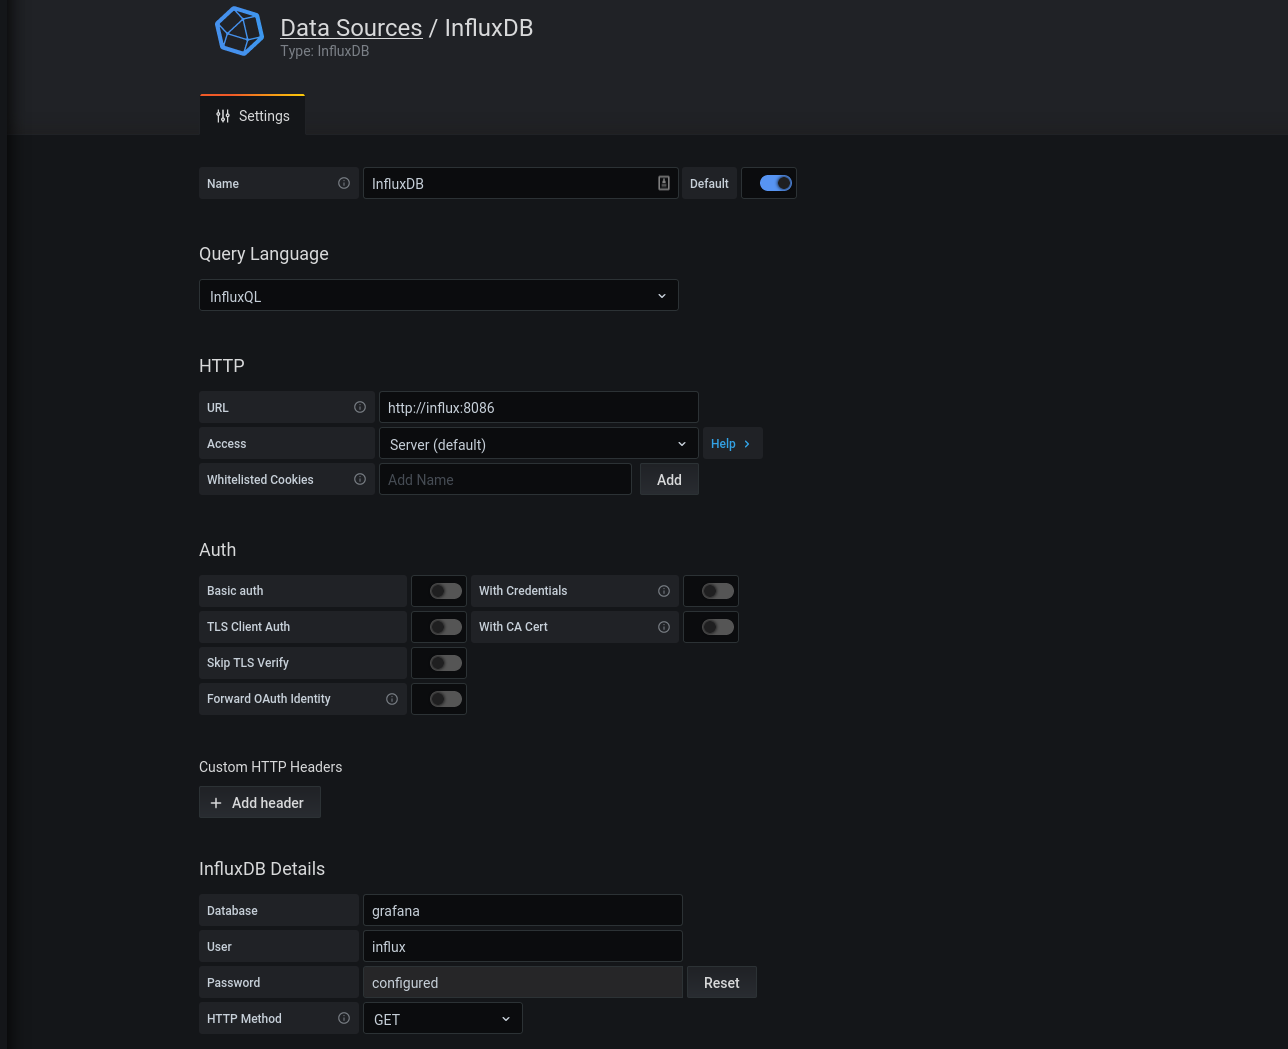 Data Sources / InfluxDB
Type: InfluxDB
Settings
Name InfluxDB Default
Query Language
InfluxQL
HTTP
URL http://influx:8086
Access Server (default) Help
Whitelisted Cookies Add Name Add
Auth
Basic auth With Credentials
TLS Client Auth With CA Cert
Skip TLS Verify
Forward OAuth Identity
Custom HTTP Headers
Add header
InfluxDB Details
Database grafana
User influx
Password configured Reset
HTTP Method GET